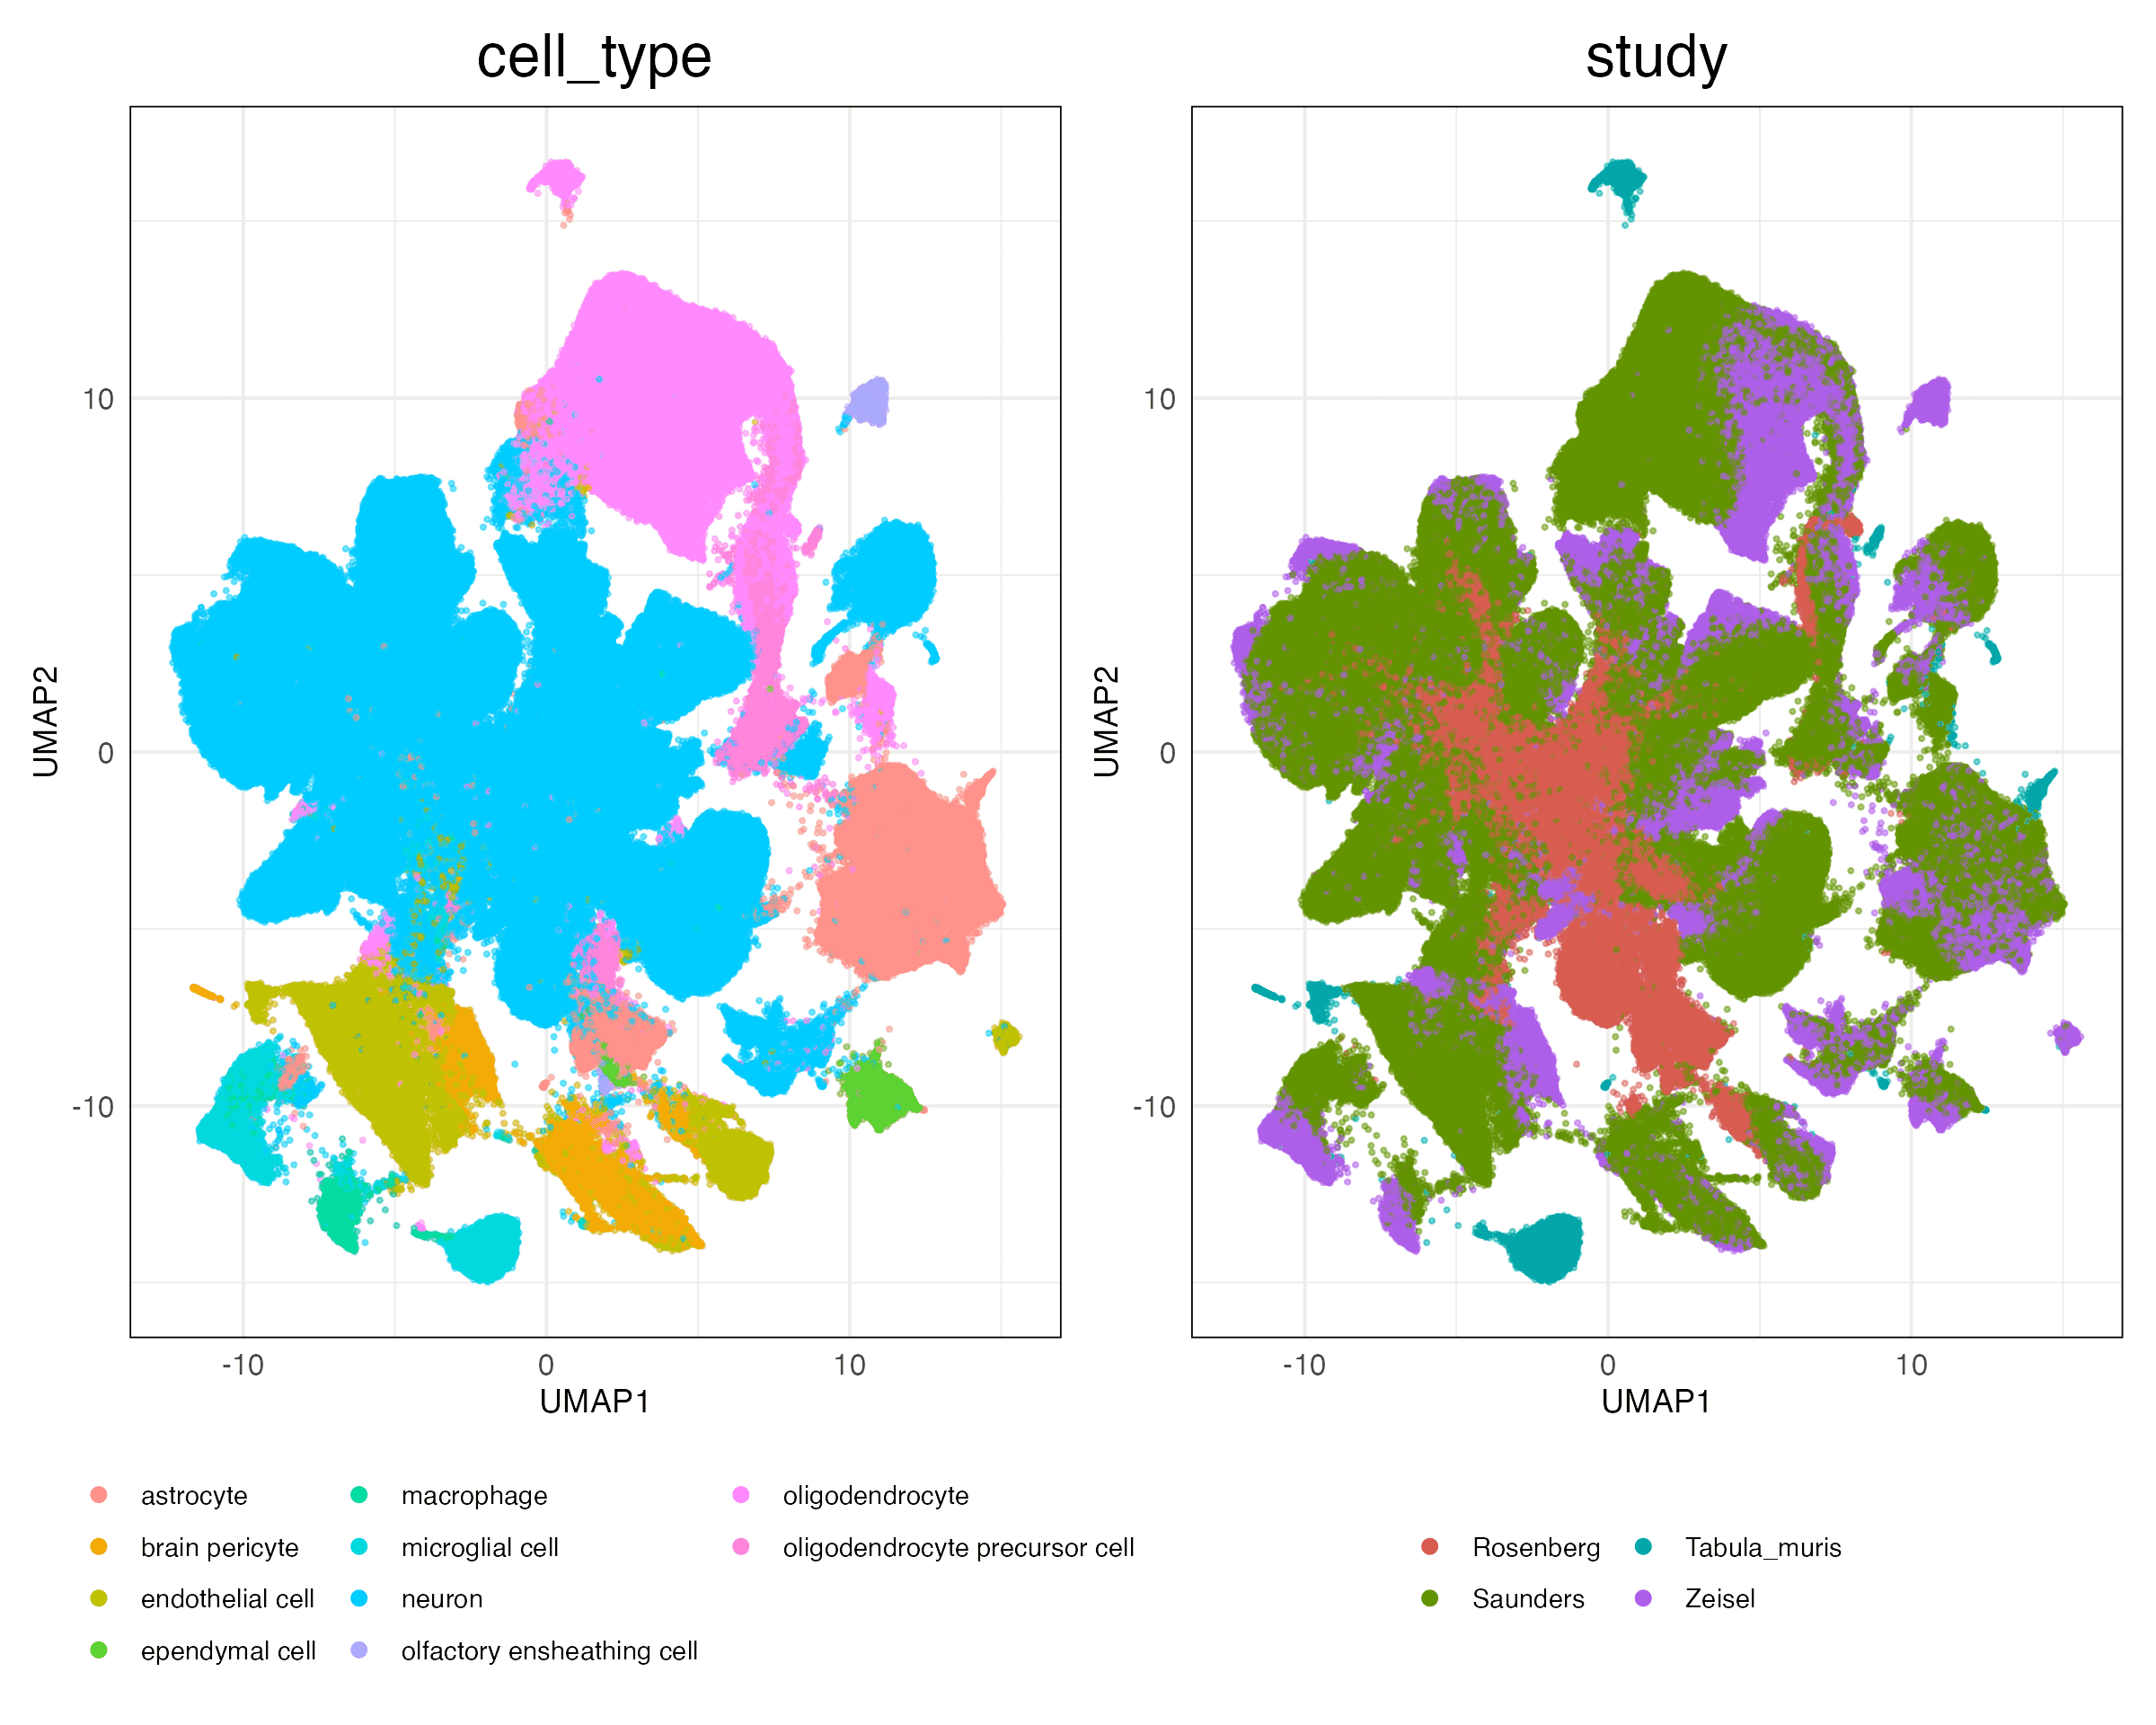 cell_type
study
10
0
-10
UMAP2
-10
0
10
UMAP1
10
0
-10
UMAP2
-10
0
10
UMAP1
astrocyte
brain pericyte
endothelial cell
ependymal cell
macrophage
microglial cell
neuron
olfactory ensheathing cell
oligodendrocyte
oligodendrocyte precursor cell
Rosenberg
Saunders
Tabula_muris
Zeisel